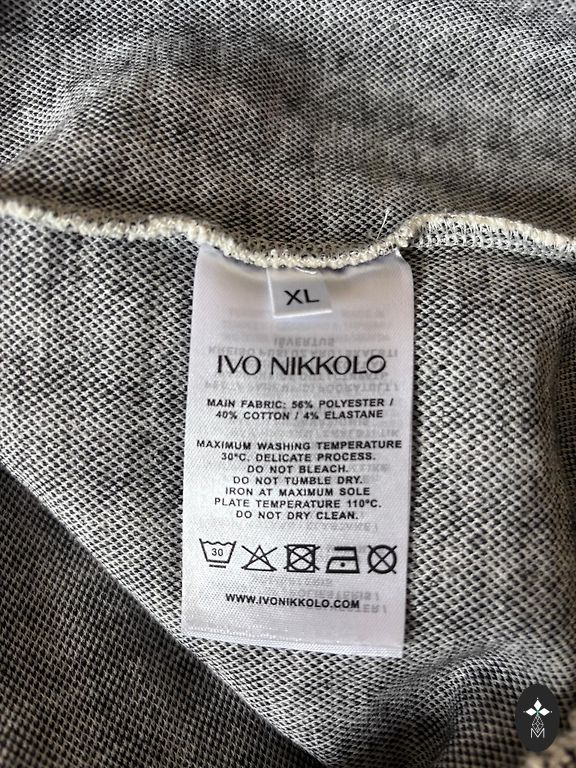 XL
IŠVERTUS
IVO NIKKOLO
MAIN FABRIC: 56% POLYESTER /
40% COTTON / 4% ELASTANE
MAXIMUM WASHING TEMPERATURE
30°C. DELICATE PROCESS.
DO NOT BLEACH.
DO NOT TUMBLE DRY.
IRON AT MAXIMUM SOLE
PLATE TEMPERATURE 110°C.
DO NOT DRY CLEAN.
30
WWW.IVONIKKOLO.COM
M